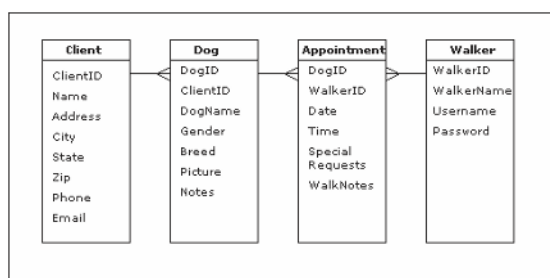 Client
ClientID
Name
Address
City
State
Zip
Phone
Email
Dog
DogID
ClientID
DogName
Gender
Breed
Picture
Notes
Appointment
DogID
WalkerID
Date
Time
Special
Requests
WalkNotes
Walker
WalkerID
WalkerName
Username
Password